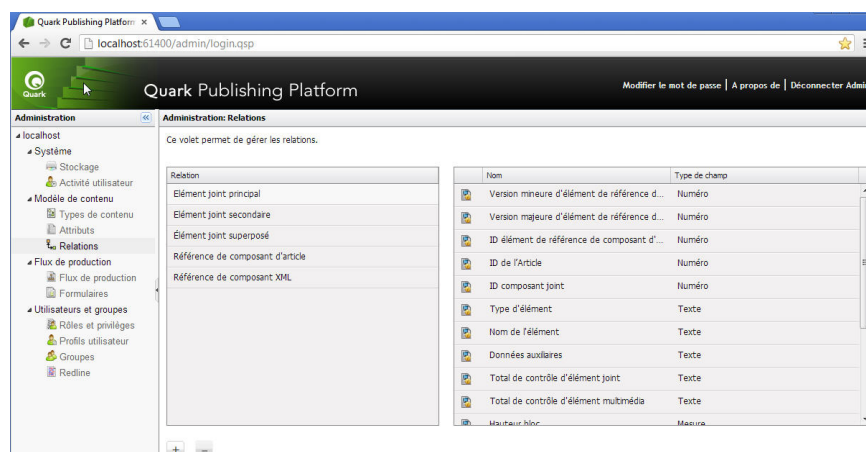 Quark Publishing Platform
localhost:61400/admin/login.qsp
Quark
Quark Publishing Platform
Modifier le mot de passe | A propos de | Déconnecter Admi
Administration
Administration: Relations
localhost
Système
Stockage
Activité utilisateur
Modèle de contenu
Types de contenu
Attributs
Relations
Flux de production
Flux de production
Formulaires
Utilisateurs et groupes
Rôles et privilèges
Profils utilisateur
Groupes
Redline
Ce volet permet de gérer les relations.
Relation
Elément joint principal
Elément joint secondaire
Élément joint superposé
Référence de composant d'article
Référence de composant XML
Nom Type de champ
Version mineure d'élément de référence d... Numéro
Version majeure d'élément de référence d... Numéro
ID élément de référence de composant d'... Numéro
ID de l'Article Numéro
ID composant joint Numéro
Type d'élément Texte
Nom de l'élément Texte
Données auxiliaires Texte
Total de contrôle d'élément joint Texte
Total de contrôle d'élément multimédia Texte
Hauteur bloc Mesure